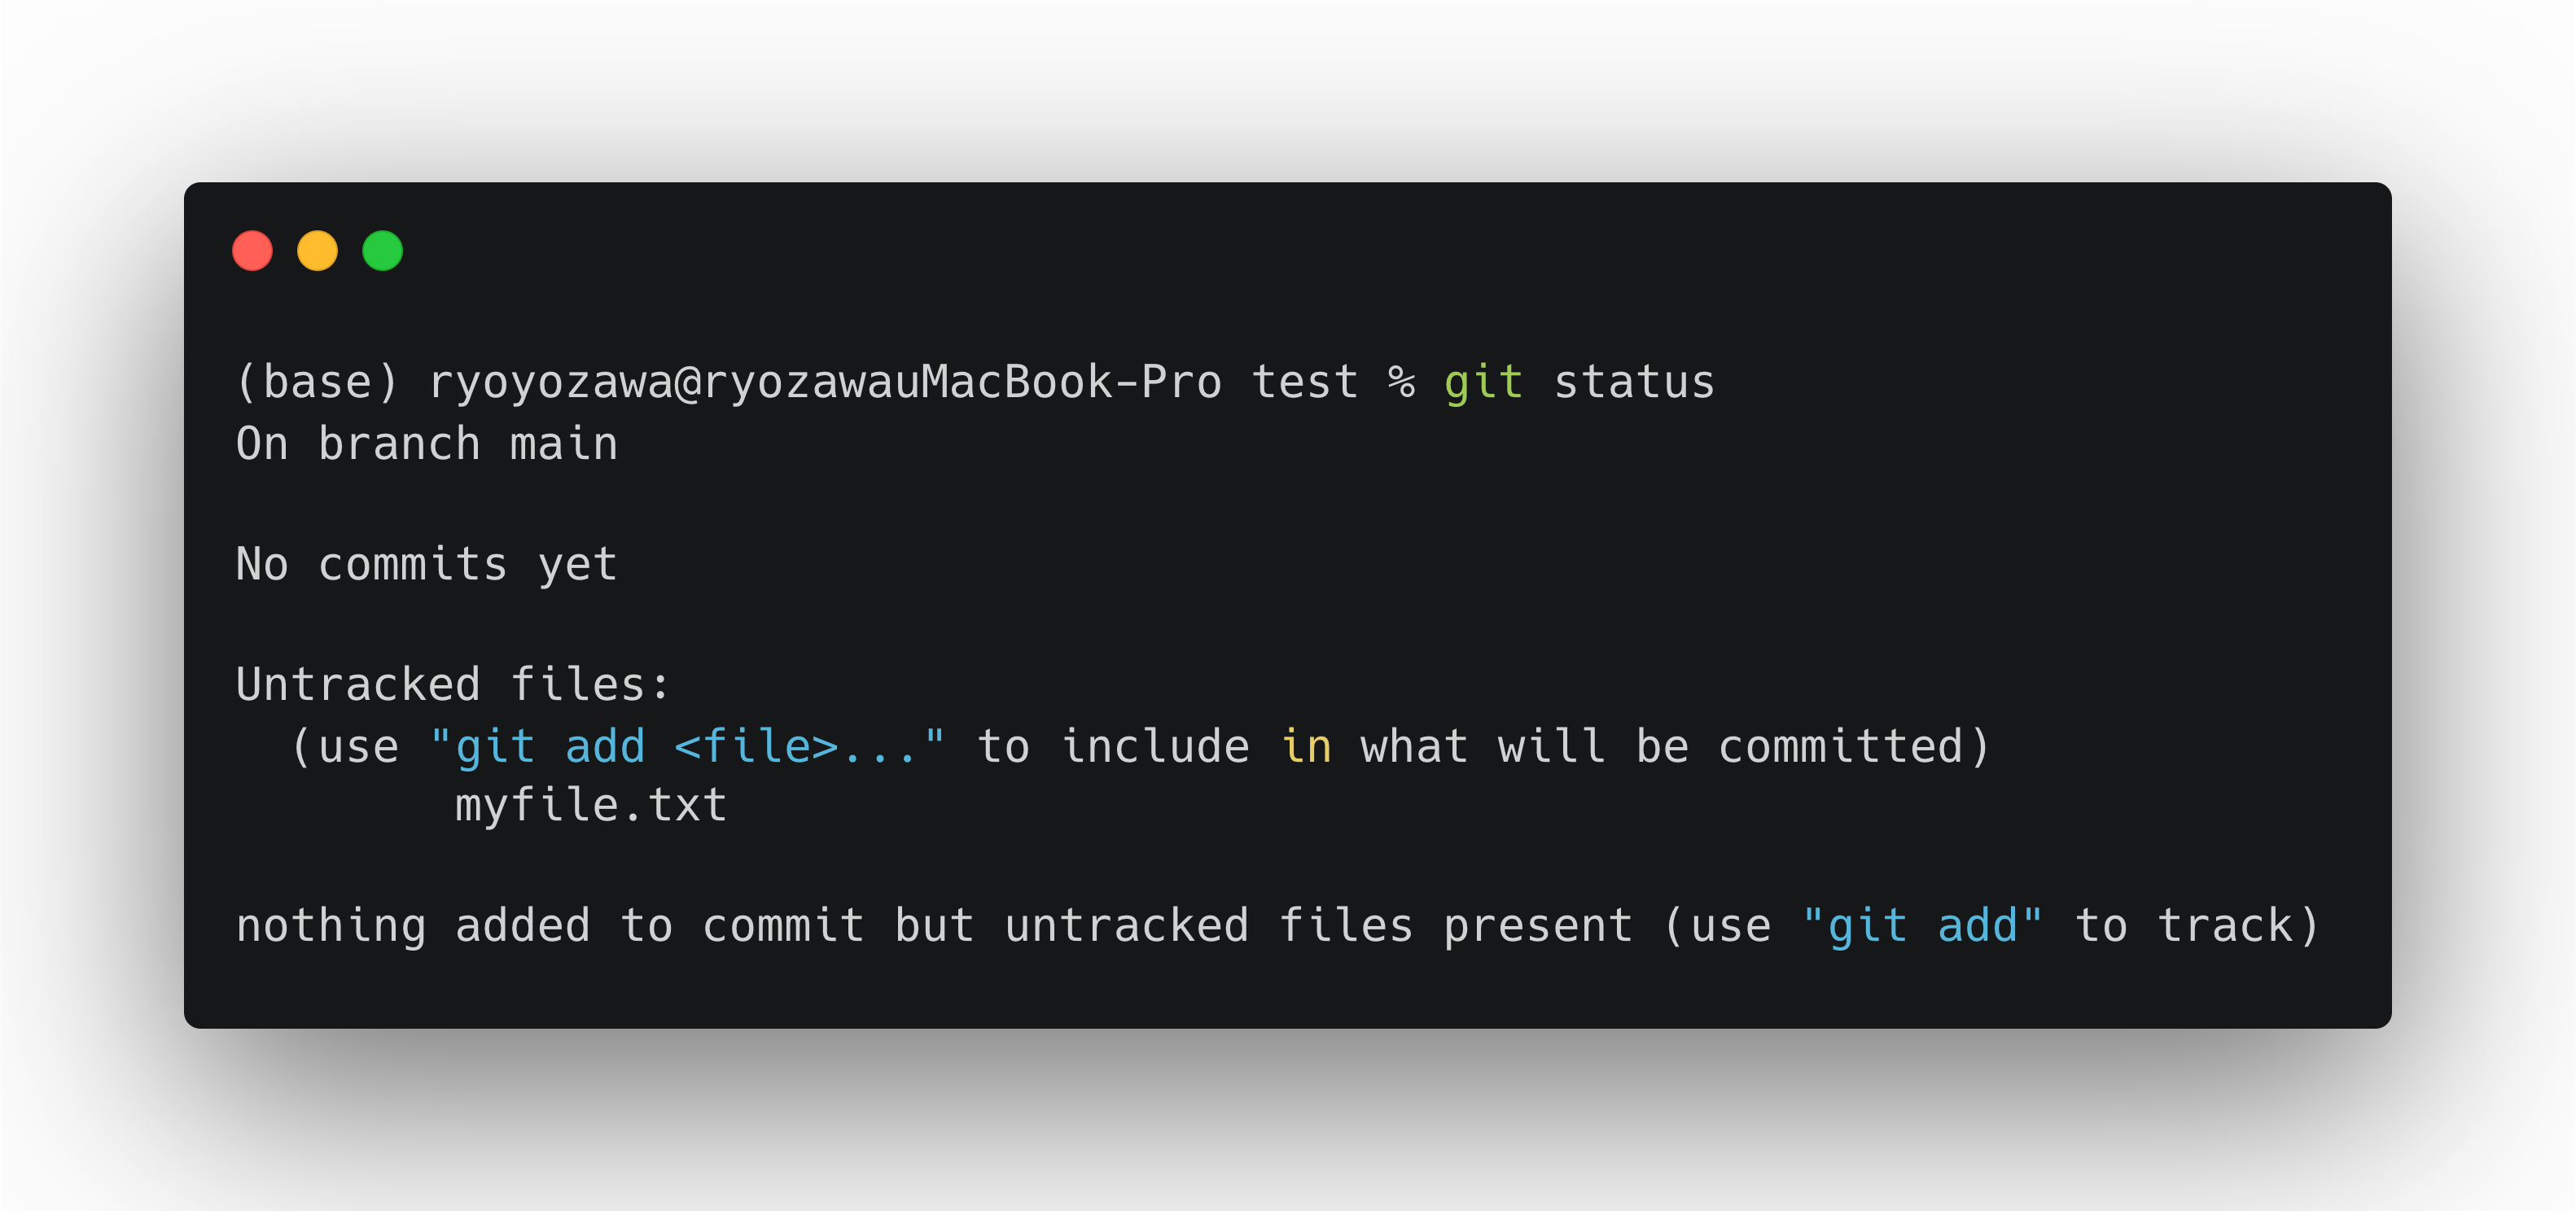 (base) ryoyozawa@ryozawauMacBook-Pro test % git status
On branch main
No commits yet
Untracked files:
(use "git add <file>..." to include in what will be committed)
myfile.txt
nothing added to commit but untracked files present (use "git add" to track)